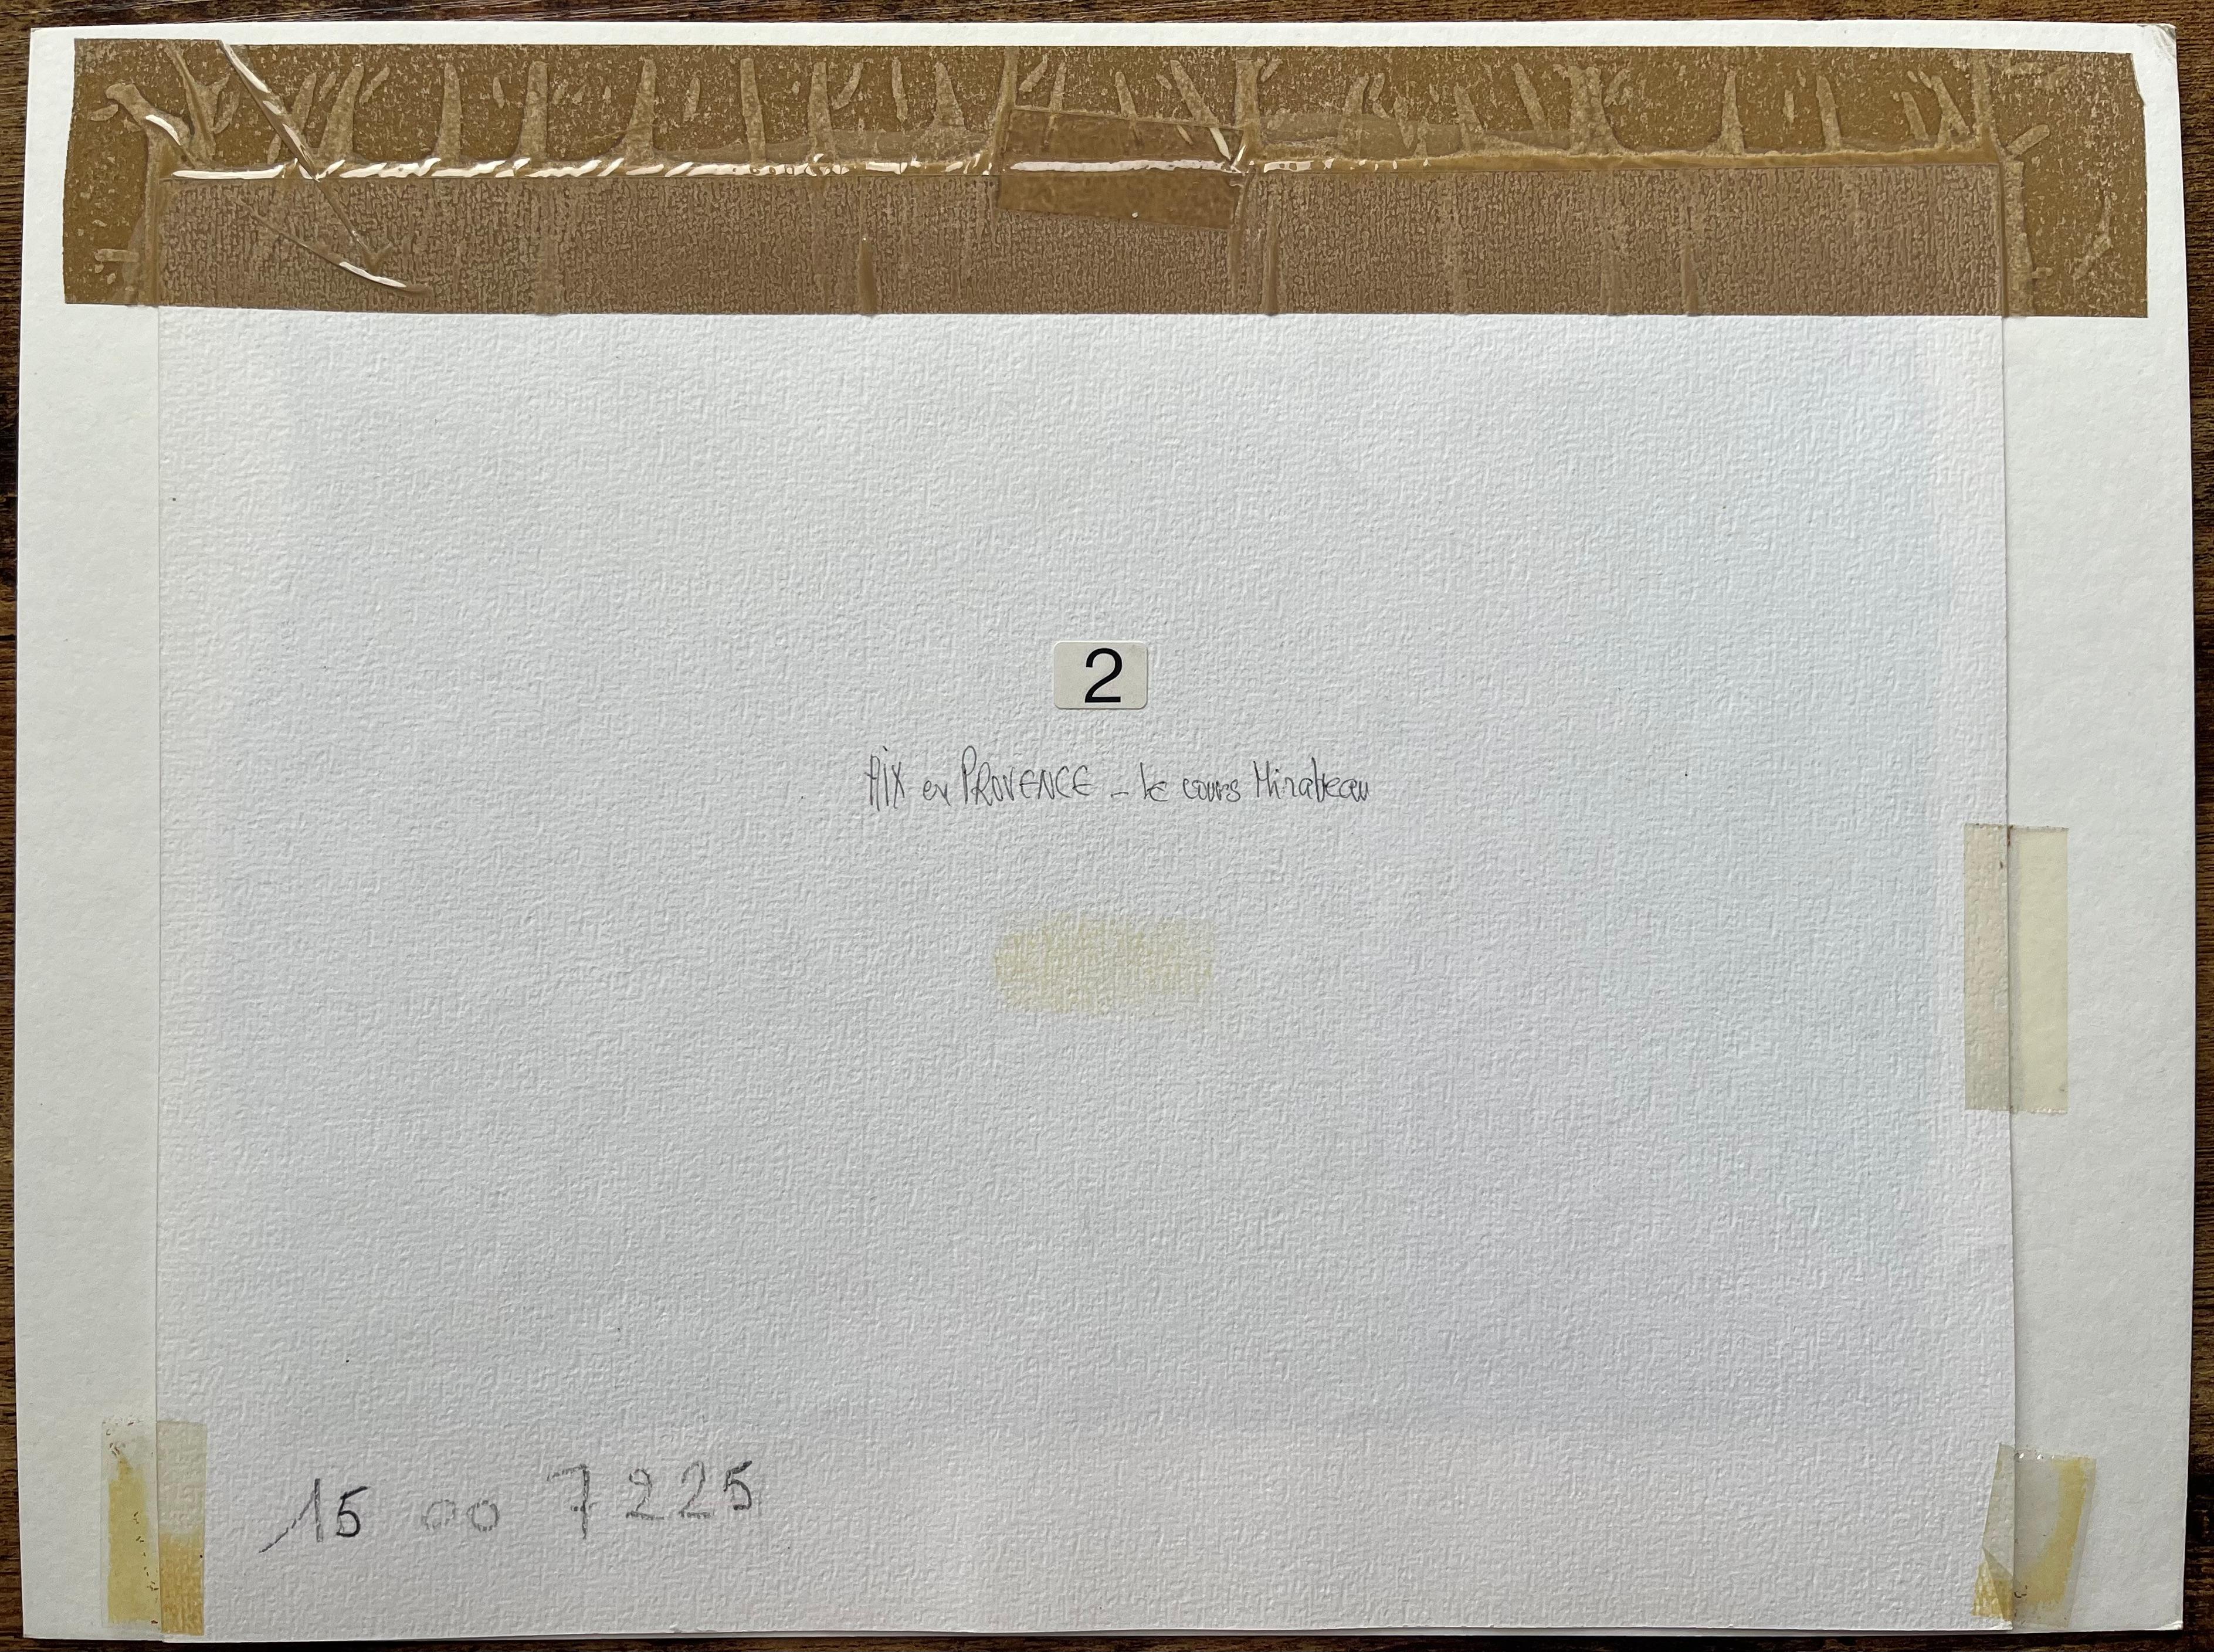 2
AIX en PROVENCE - le cours Mirabeau
15 00 7225